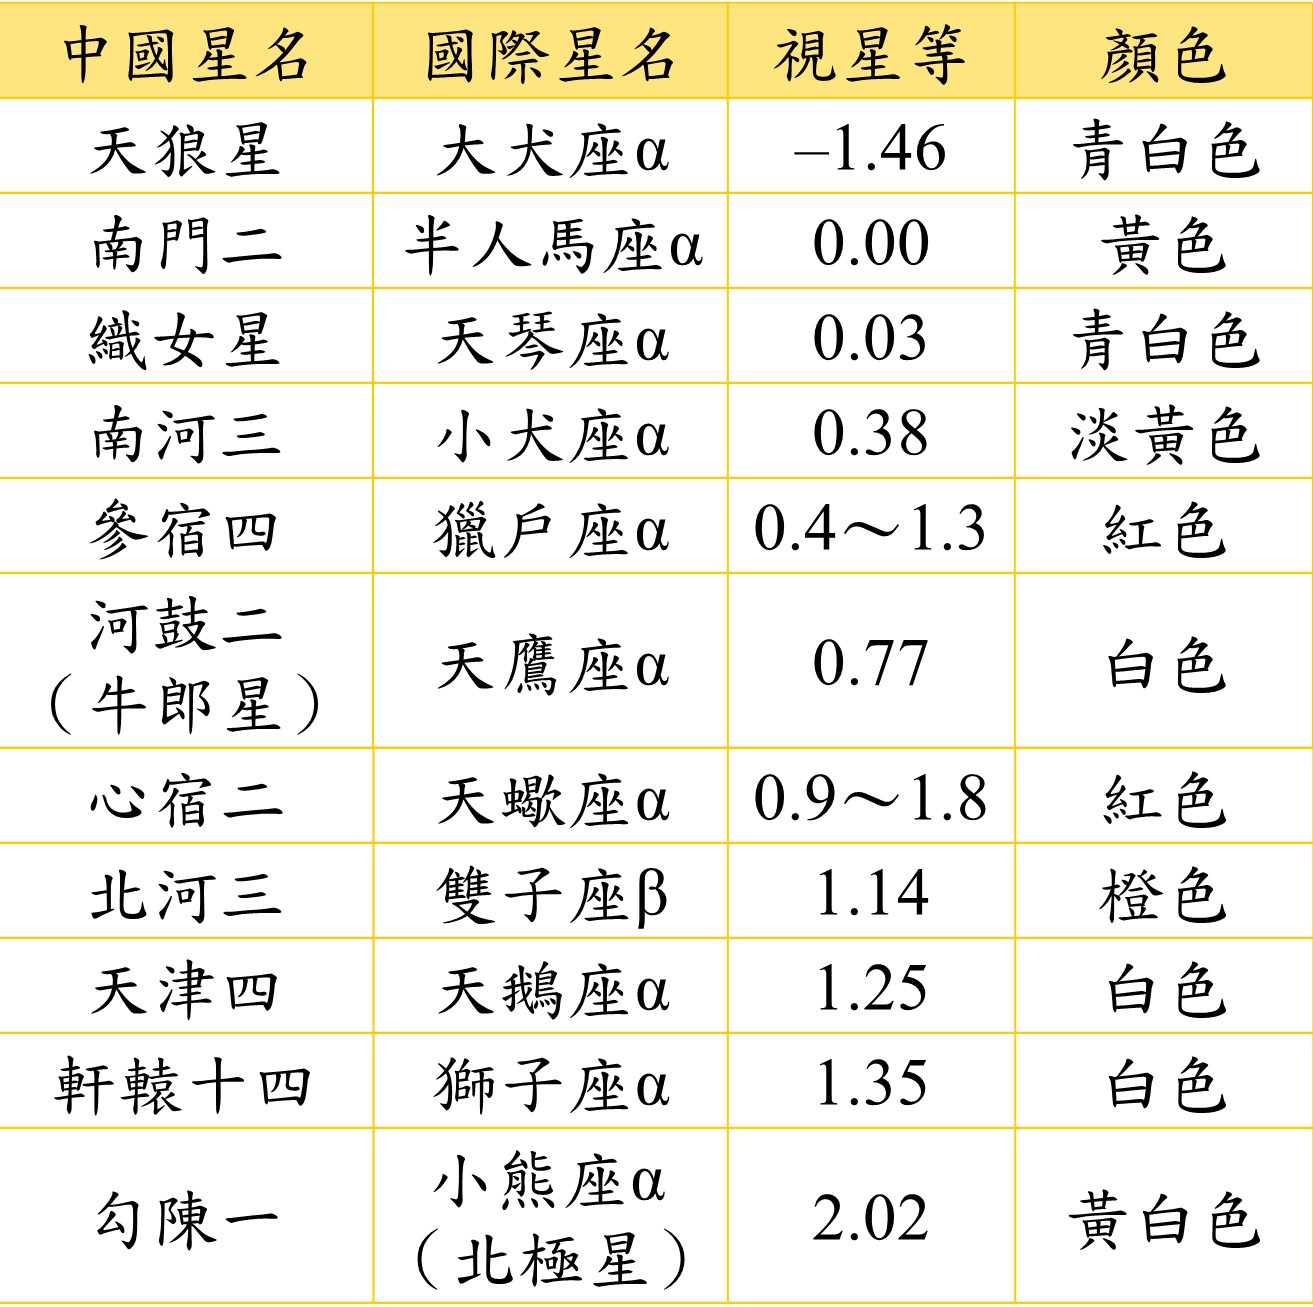 中國星名 國際星名 視星等 顏色
天狼星 大犬座α –1.46 青白色
南門二 半人馬座α 0.00 黃色
織女星 天琴座α 0.03 青白色
南河三 小犬座α 0.38 淡黃色
參宿四 獵戶座α 0.4～1.3 紅色
河鼓二
（牛郎星） 天鷹座α 0.77 白色
心宿二 天蠍座α 0.9～1.8 紅色
北河三 雙子座β 1.14 橙色
天津四 天鵝座α 1.25 白色
軒轅十四 獅子座α 1.35 白色
勾陳一 小熊座α
（北極星） 2.02 黃白色